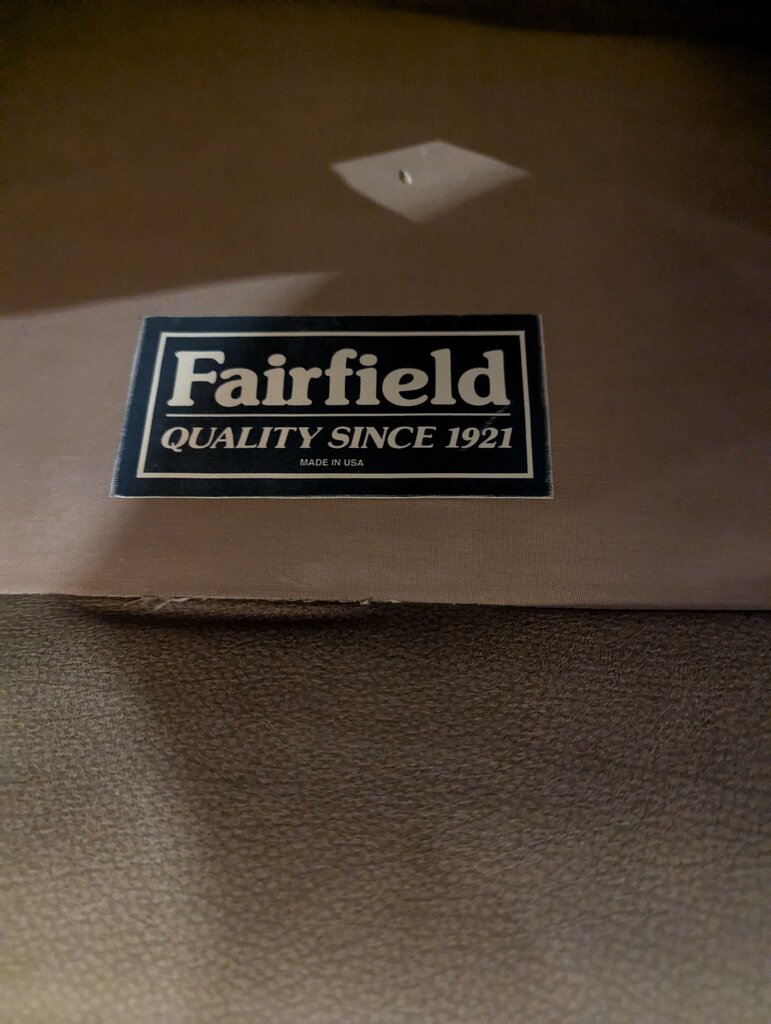 Fairfield
QUALITY SINCE 1921
MADE IN USA